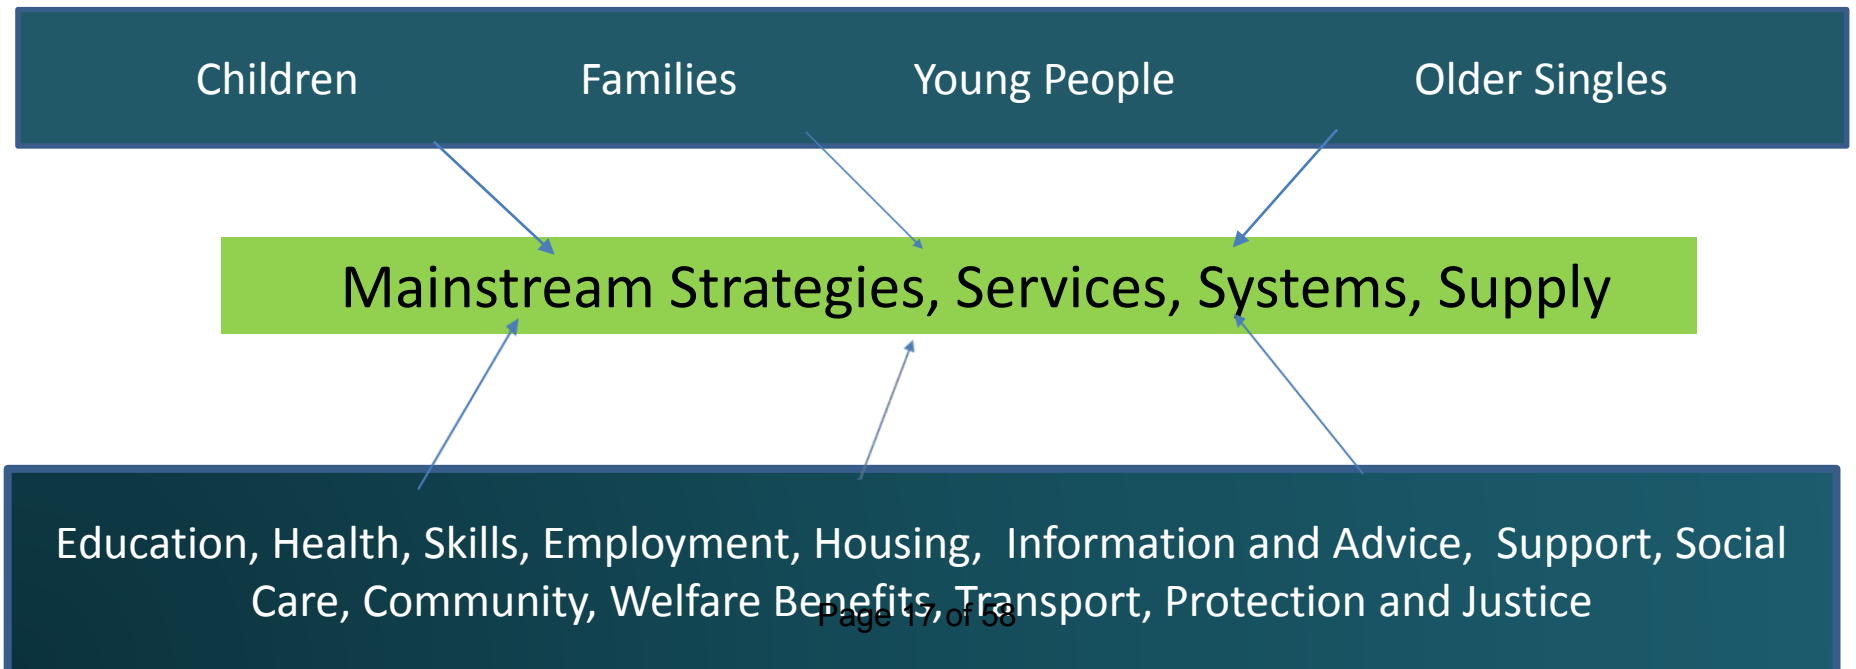 Children Families Young People Older Singles
Mainstream Strategies, Services, Systems, Supply
Education, Health, Skills, Employment, Housing, Information and Advice, Support, Social
Care, Community, Welfare Benefits, Transport, Protection and Justice
Page 17 of 58